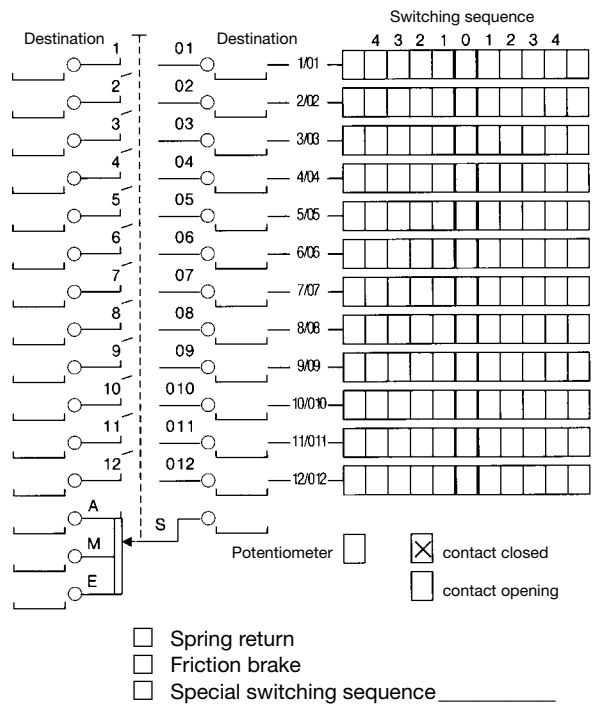 Switching sequence
Destination Destination 4 3 2 1 0 1 2 3 4
1 01 1/01
2 02 2/02
3 03 3/03
4 04 4/04
5 05 5/05
6 06 6/06
7 07 7/07
8 08 8/08
9 09 9/09
10 010 10/010
11 011 11/011
12 012 12/012
A S
M Potentiometer contact closed
E contact opening
Spring return
Friction brake
Special switching sequence